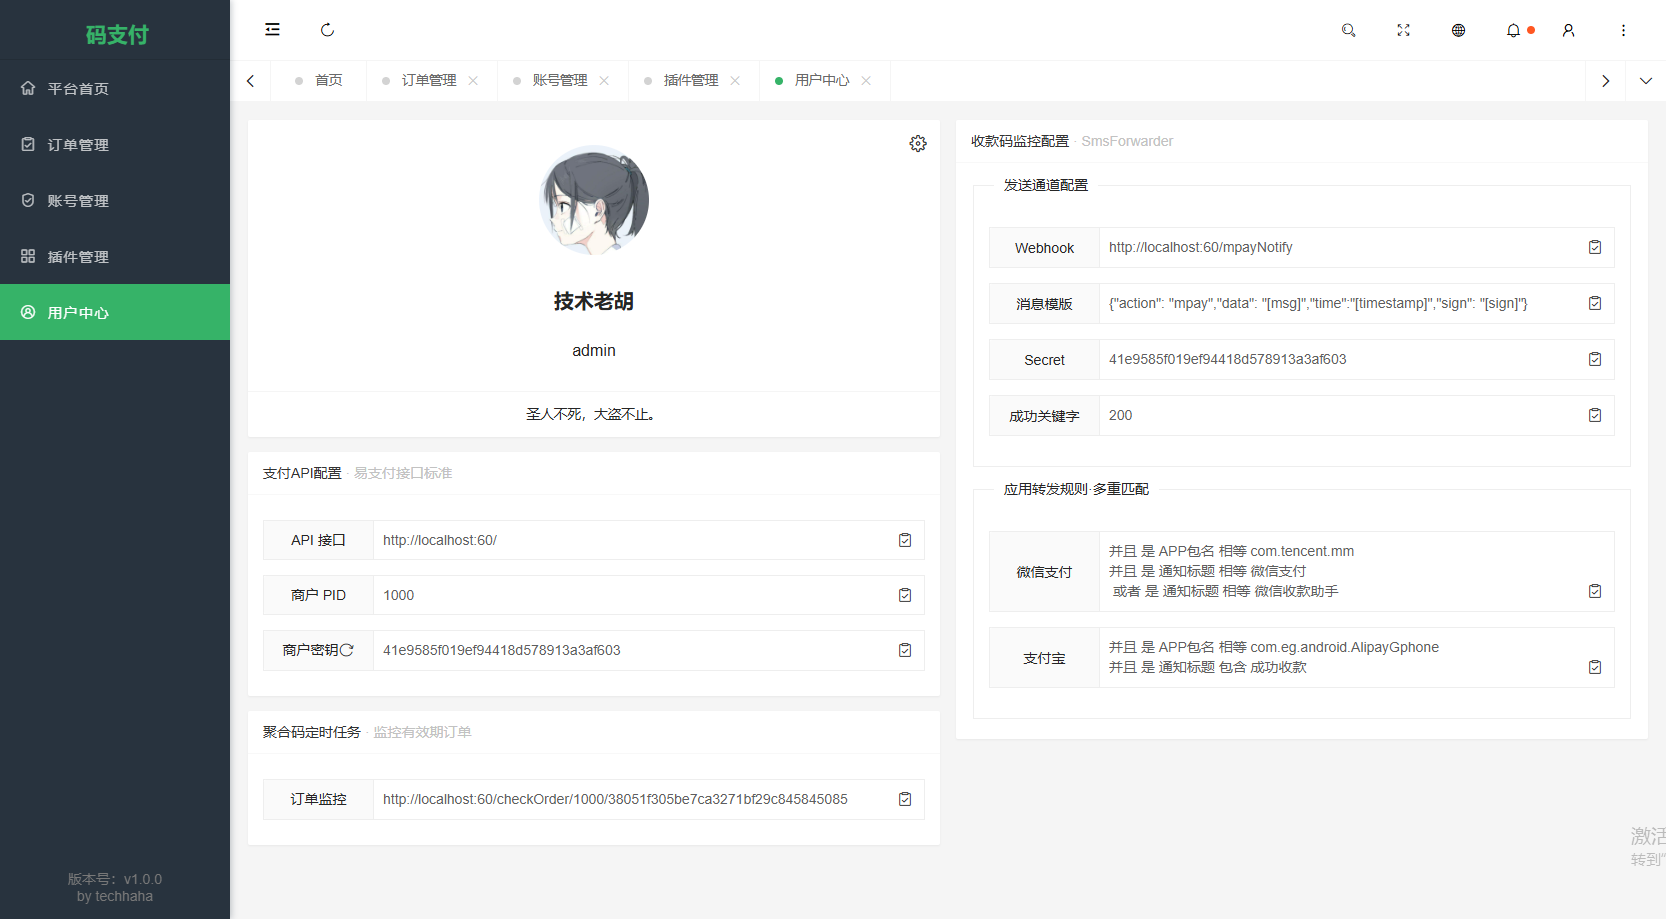 码支付
平台首页
订单管理
账号管理
插件管理
用户中心
版本号：v1.0.0
by techhaha
首页
订单管理
账号管理
插件管理
用户中心
技术老胡
admin
圣人不死，大盗不止。
支付API配置 · 易支付接口标准
API 接口 http://localhost:60/
商户 PID 1000
商户密钥 41e9585f019ef94418d578913a3af603
聚合码定时任务 · 监控有效期订单
订单监控 http://localhost:60/checkOrder/1000/38051f305be7ca3271bf29c845845085
收款码监控配置 · SmsForwarder
发送通道配置
Webhook http://localhost:60/mpayNotify
消息模版 {"action": "mpay","data": "[msg]","time":"[timestamp]","sign": "[sign]"}
Secret 41e9585f019ef94418d578913a3af603
成功关键字 200
应用转发规则·多重匹配
微信支付
并且 是 APP包名 相等 com.tencent.mm
并且 是 通知标题 相等 微信支付
或者 是 通知标题 相等 微信收款助手
支付宝
并且 是 APP包名 相等 com.eg.android.AlipayGphone
并且 是 通知标题 包含 成功收款
激活
转到"